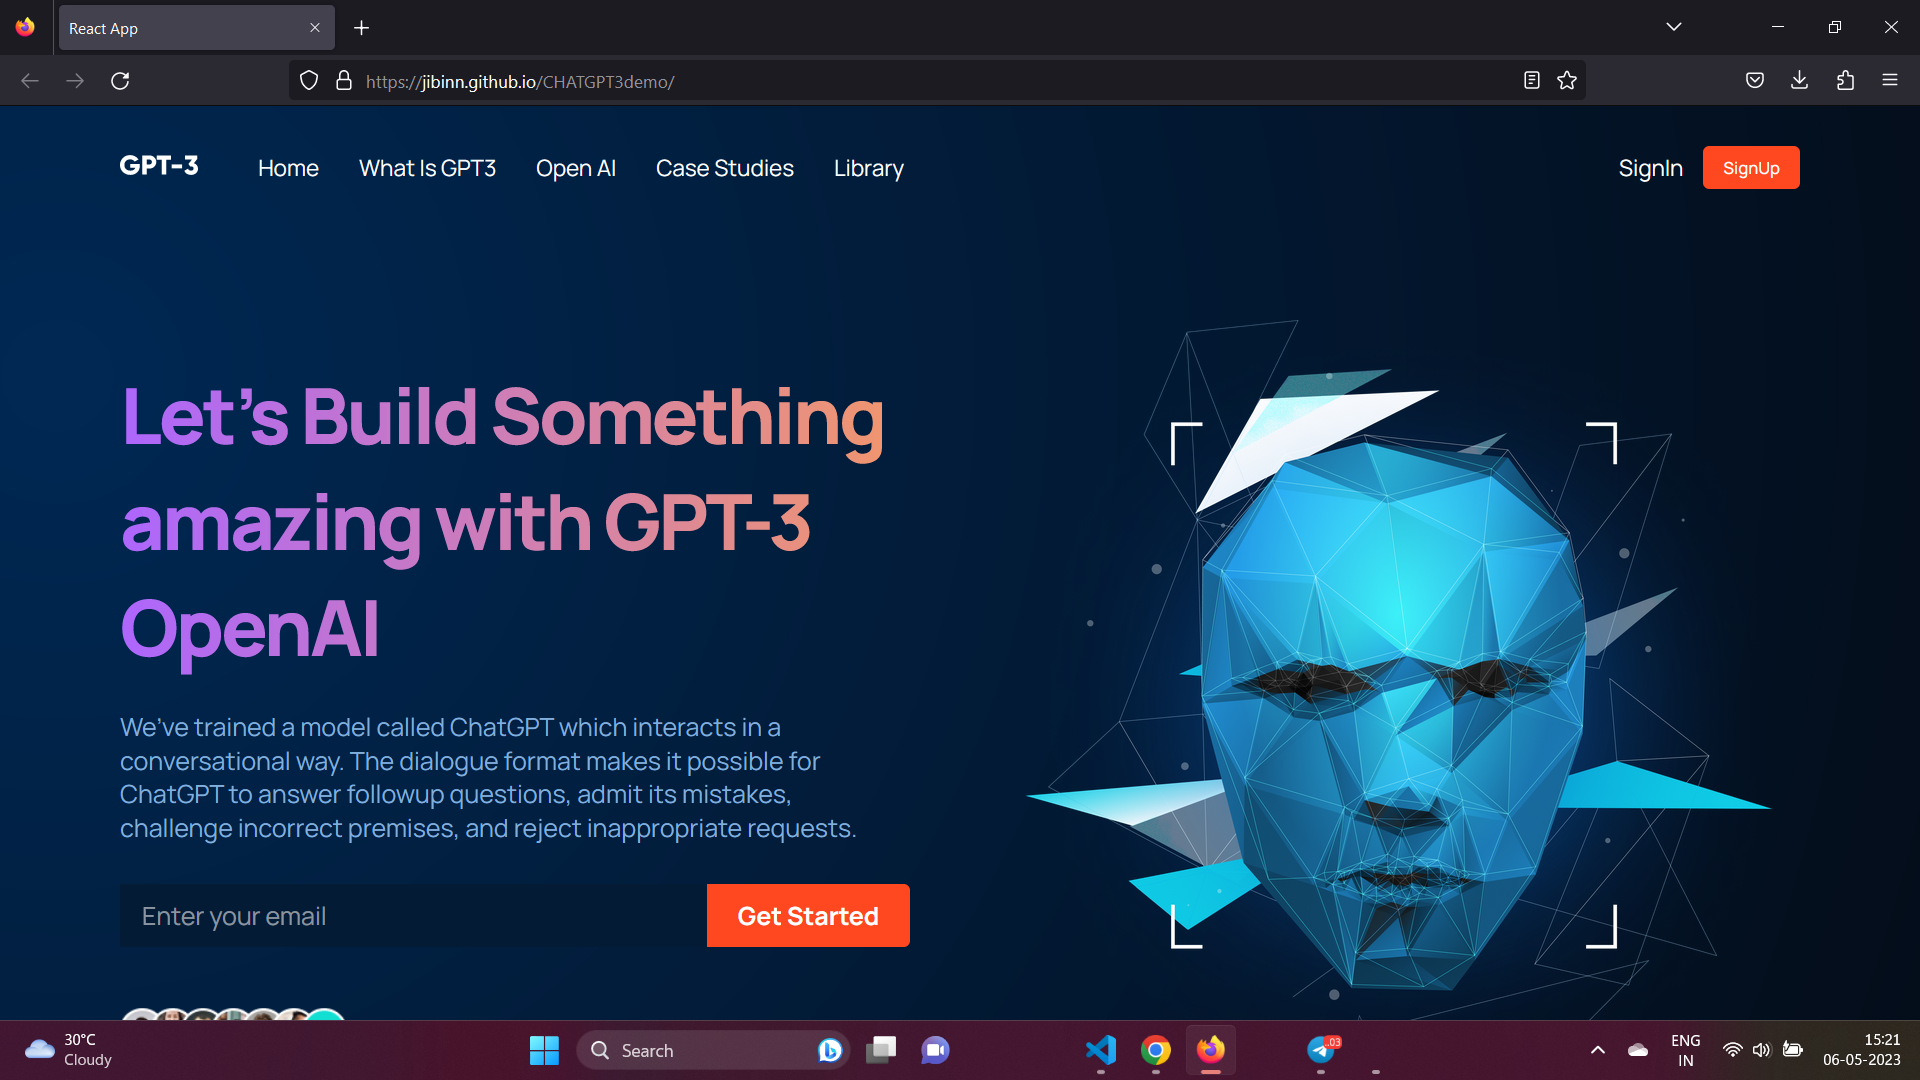 React App
https://jibinn.github.io/CHATGPT3demo/
GPT-3
Home
What Is GPT3
Open AI
Case Studies
Library
SignIn
SignUp
Let’s Build Something
amazing with GPT-3
OpenAI
We’ve trained a model called ChatGPT which interacts in a
conversational way. The dialogue format makes it possible for
ChatGPT to answer followup questions, admit its mistakes,
challenge incorrect premises, and reject inappropriate requests.
Enter your email
Get Started
30°C
Cloudy
Search
..03
ENG
IN
15:21
06-05-2023